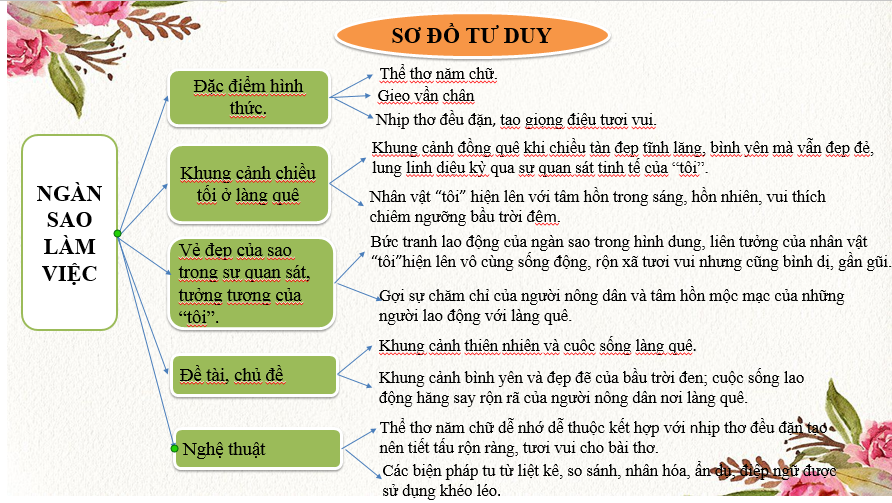 SƠ ĐỒ TƯ DUY
NGÀN
SAO
LÀM
VIỆC
Đặc điểm hình
thức.
Thể thơ năm chữ.
Gieo vần chân
Nhịp thơ đều đặn, tạo giọng điệu tươi vui.
Khung cảnh chiều
tối ở làng quê
Khung cảnh đồng quê khi chiều tàn đẹp tĩnh lặng, bình yên mà vẫn đẹp đẽ,
lung linh diệu kỳ qua sự quan sát tinh tế của “tôi”.
Nhân vật “tôi” hiện lên với tâm hồn trong sáng, hồn nhiên, vui thích
chiêm ngưỡng bầu trời đêm.
Vẻ đẹp của sao
trong sự quan sát,
tưởng tượng của
“tôi”.
Bức tranh lao động của ngàn sao trong hình dung, liên tưởng của nhân vật
“tôi”hiện lên vô cùng sống động, rộn xã tươi vui nhưng cũng bình dị, gần gũi.
Gợi sự chăm chỉ của người nông dân và tâm hồn mộc mạc của những
người lao động với làng quê.
Đề tài, chủ đề
Khung cảnh thiên nhiên và cuộc sống làng quê.
Khung cảnh bình yên và đẹp đẽ của bầu trời đen; cuộc sống lao
động hăng say rộn rã của người nông dân nơi làng quê.
Nghệ thuật
Thể thơ năm chữ dễ nhớ dễ thuộc kết hợp với nhịp thơ đều đặn tạo
nên tiết tấu rộn ràng, tươi vui cho bài thơ.
Các biện pháp tu từ liệt kê, so sánh, nhân hóa, ẩn dụ, điệp ngữ được
sử dụng khéo léo.